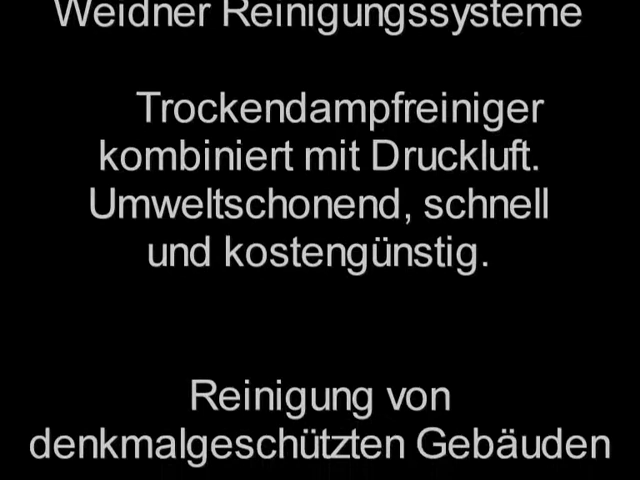 Weidner Reinigungssysteme
Trockendampfreiniger
kombiniert mit Druckluft.
Umweltschonend, schnell
und kostengünstig.
Reinigung von
denkmalgeschützten Gebäuden